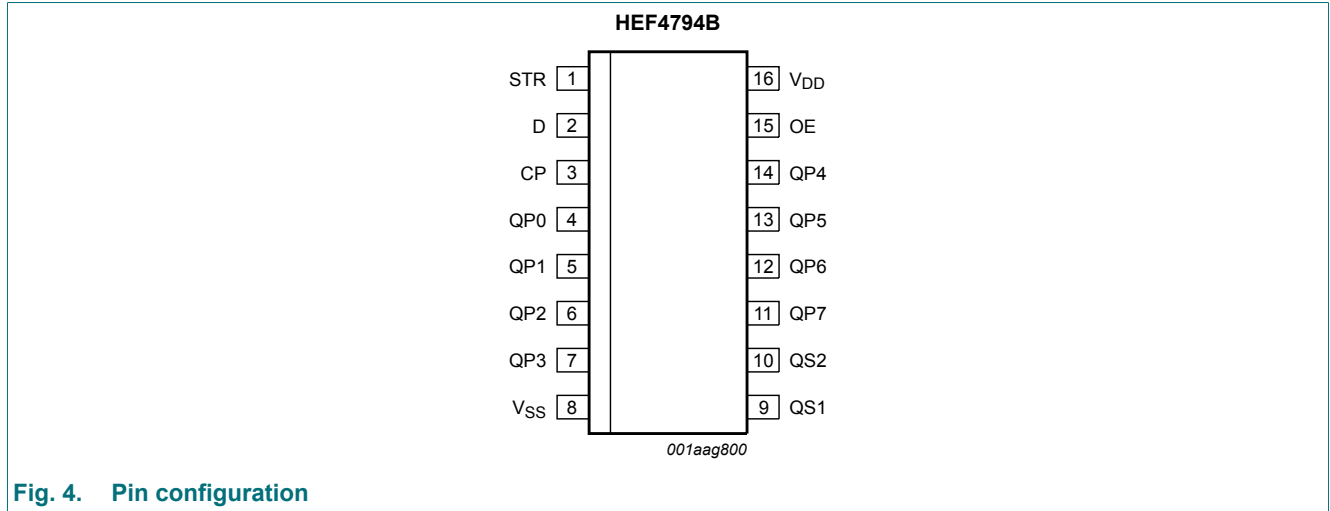 HEF4794B
STR 1 16 VDD
D 2 15 OE
CP 3 14 QP4
QP0 4 13 QP5
QP1 5 12 QP6
QP2 6 11 QP7
QP3 7 10 QS2
VSS 8 9 QS1
001aag800
Fig. 4. Pin configuration